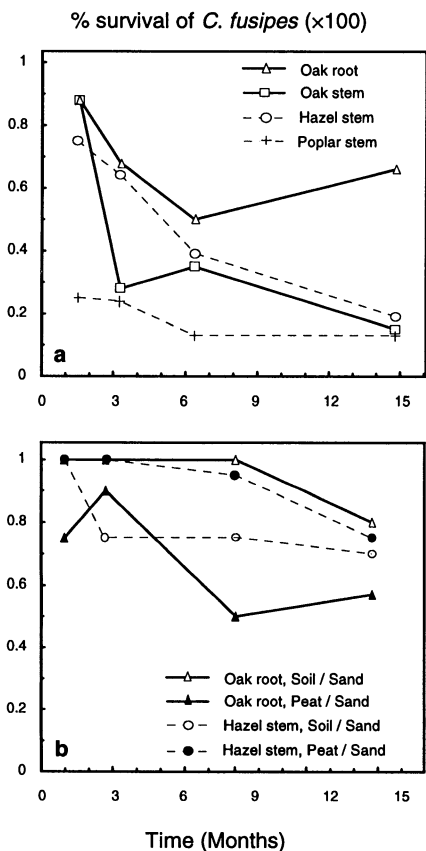 % survival of C. fusipes (×100)
1
0.8
0.6
0.4
0.2
0
Oak root
Oak stem
Hazel stem
Poplar stem
a
0 3 6 9 12 15
1
0.8
0.6
0.4
0.2
0
Oak root, Soil / Sand
Oak root, Peat / Sand
Hazel stem, Soil / Sand
Hazel stem, Peat / Sand
b
0 3 6 9 12 15
Time (Months)